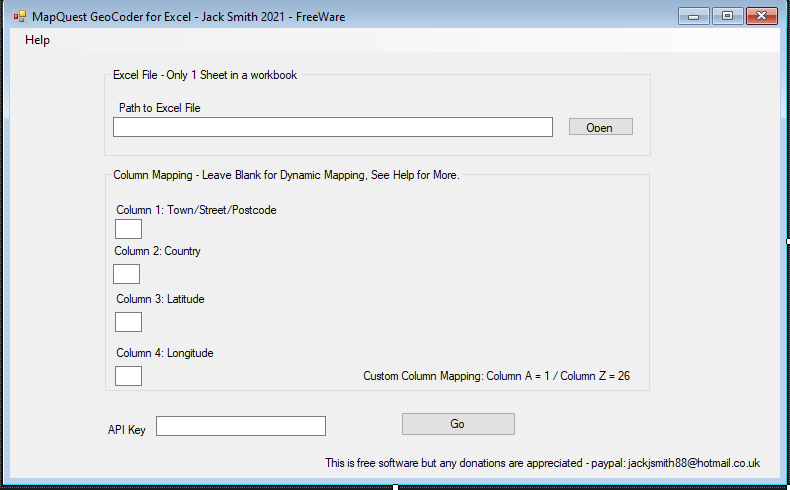 MapQuest GeoCoder for Excel - Jack Smith 2021 - FreeWare
Help
Excel File - Only 1 Sheet in a workbook
Path to Excel File
Open
Column Mapping - Leave Blank for Dynamic Mapping, See Help for More.
Column 1: Town/Street/Postcode
Column 2: Country
Column 3: Latitude
Column 4: Longitude
Custom Column Mapping: Column A = 1 / Column Z = 26
API Key
Go
This is free software but any donations are appreciated - paypal: jackjsmith88@hotmail.co.uk